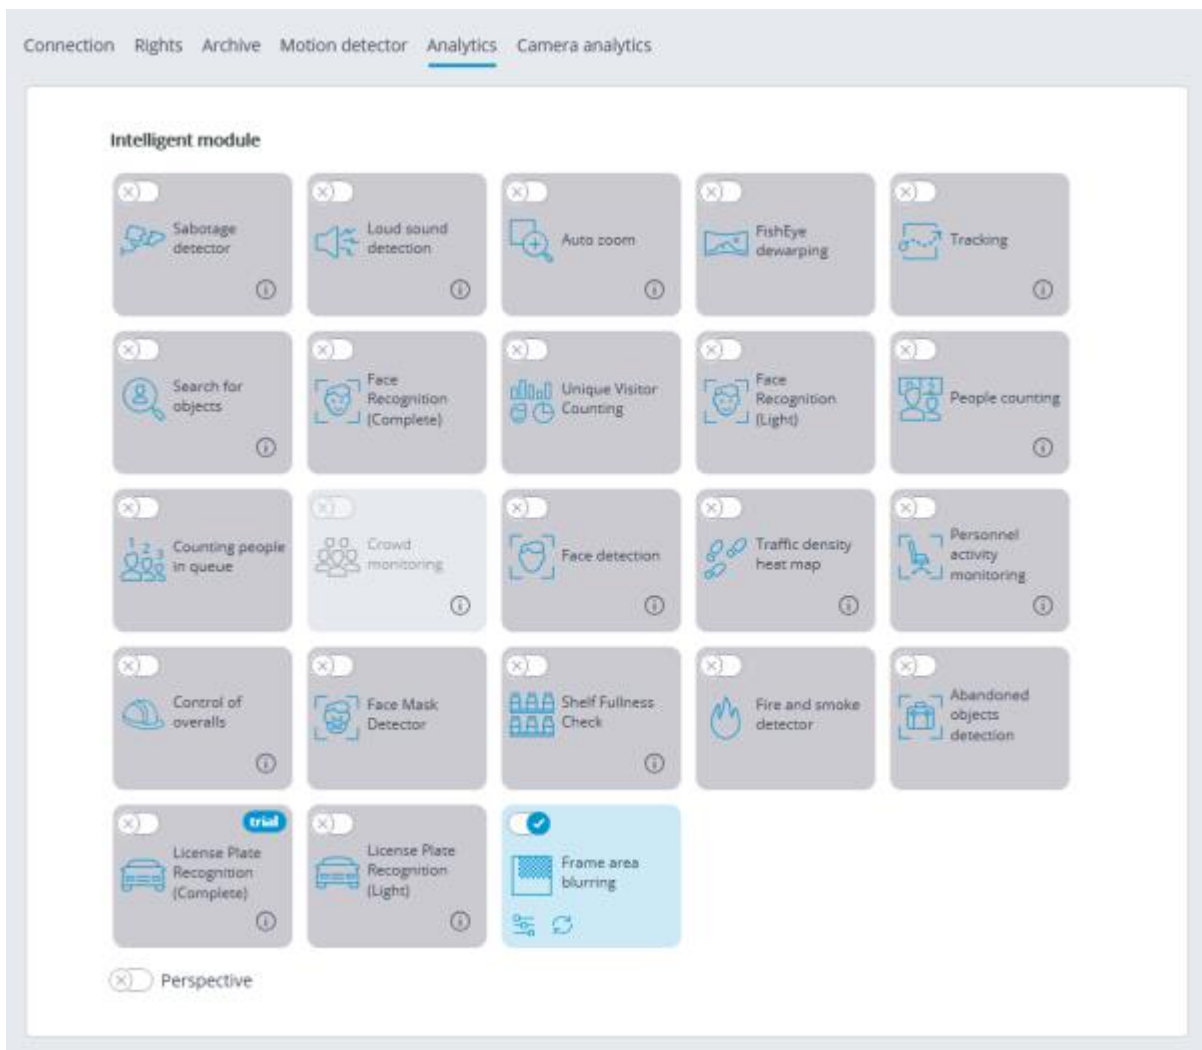 Connection Rights Archive Motion detector Analytics Camera analytics
Intelligent module
Sabotage
detector
Loud sound
detection
Auto zoom
FishEye
dewarping
Tracking
Search for
objects
Face
Recognition
(Complete)
Unique Visitor
Counting
Face
Recognition
(Light)
People counting
Counting people
in queue
Crowd
monitoring
Face detection
Traffic density
heat map
Personnel
activity
monitoring
Control of
overalls
Face Mask
Detector
Shelf Fullness
Check
Fire and smoke
detector
Abandoned
objects
detection
trial
License Plate
Recognition
(Complete)
License Plate
Recognition
(Light)
Frame area
blurring
Perspective